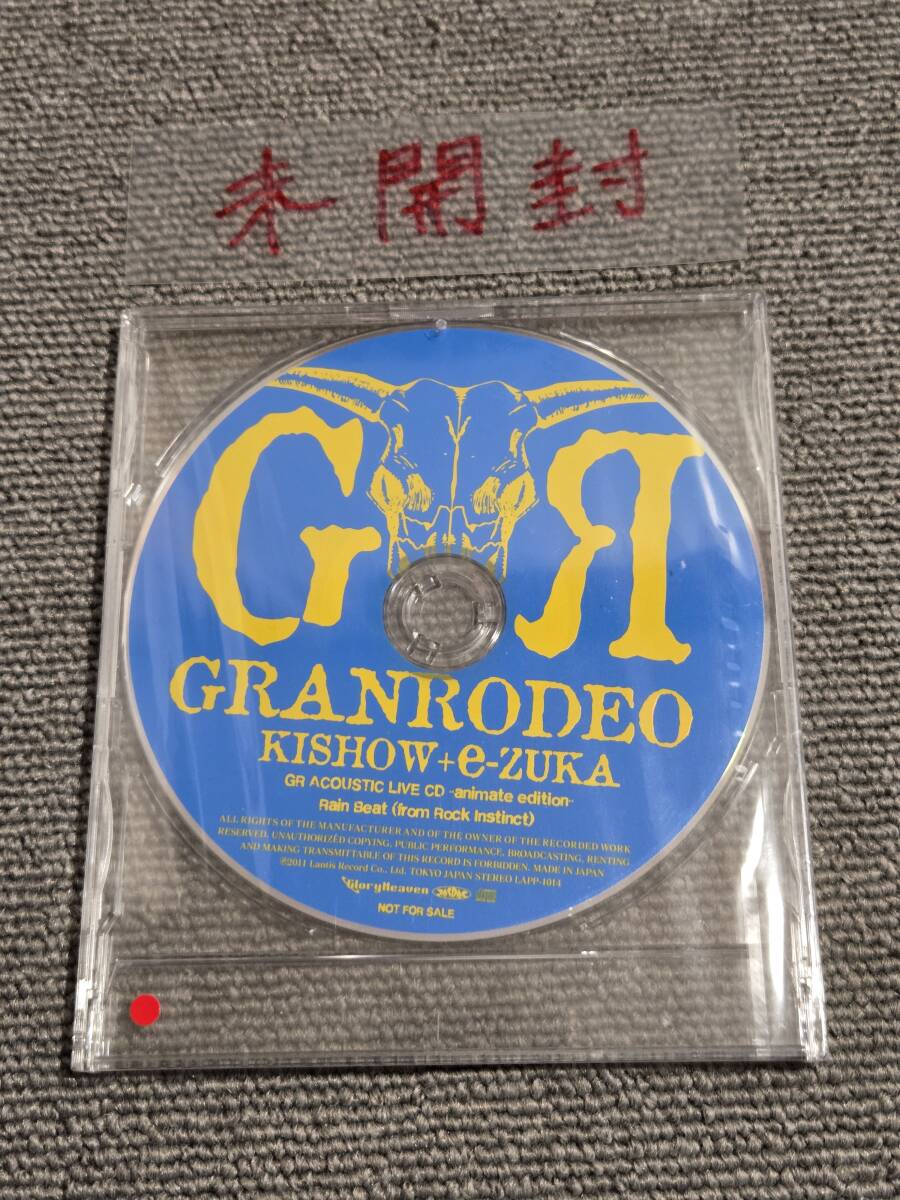 未開封
GR
GRANRODEO
KISHOW+e-ZUKA
GR ACOUSTIC LIVE CD -animate edition-
Rain Beat (from Rock Instinct)
ALL RIGHTS OF THE MANUFACTURER AND OF THE OWNER OF THE RECORDED WORK
RESERVED. UNAUTHORIZED COPYING, PUBLIC PERFORMANCE, BROADCASTING, RENTING
AND MAKING TRANSMITTABLE OF THIS RECORD IS FORBIDDEN. MADE IN JAPAN
℗2011 Lantis Record Co., Ltd. TOKYO JAPAN STEREO LAPP-1014
GloryHeaven
NOT FOR SALE